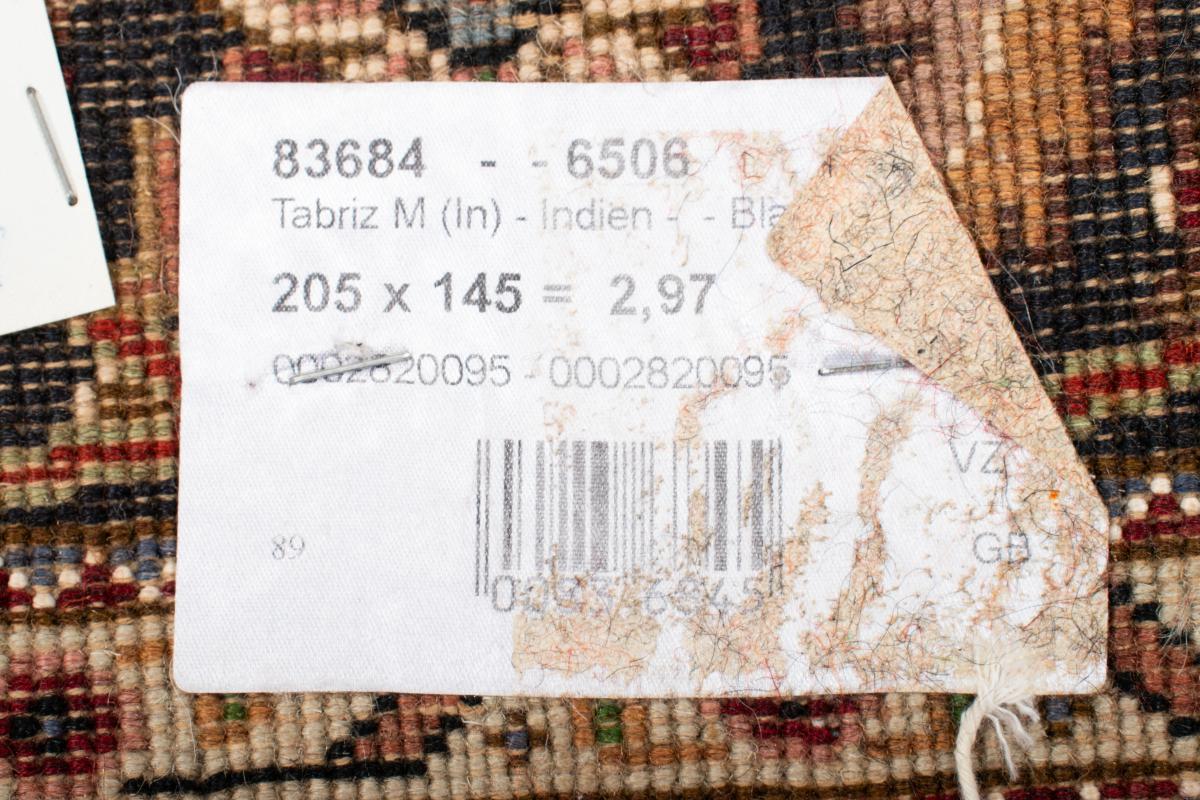 83684 - - 6506
Tabriz M (In) - Indien - - Bla
205 x 145 = 2,97
0002820095 - 0002820095
VZ
89
GB